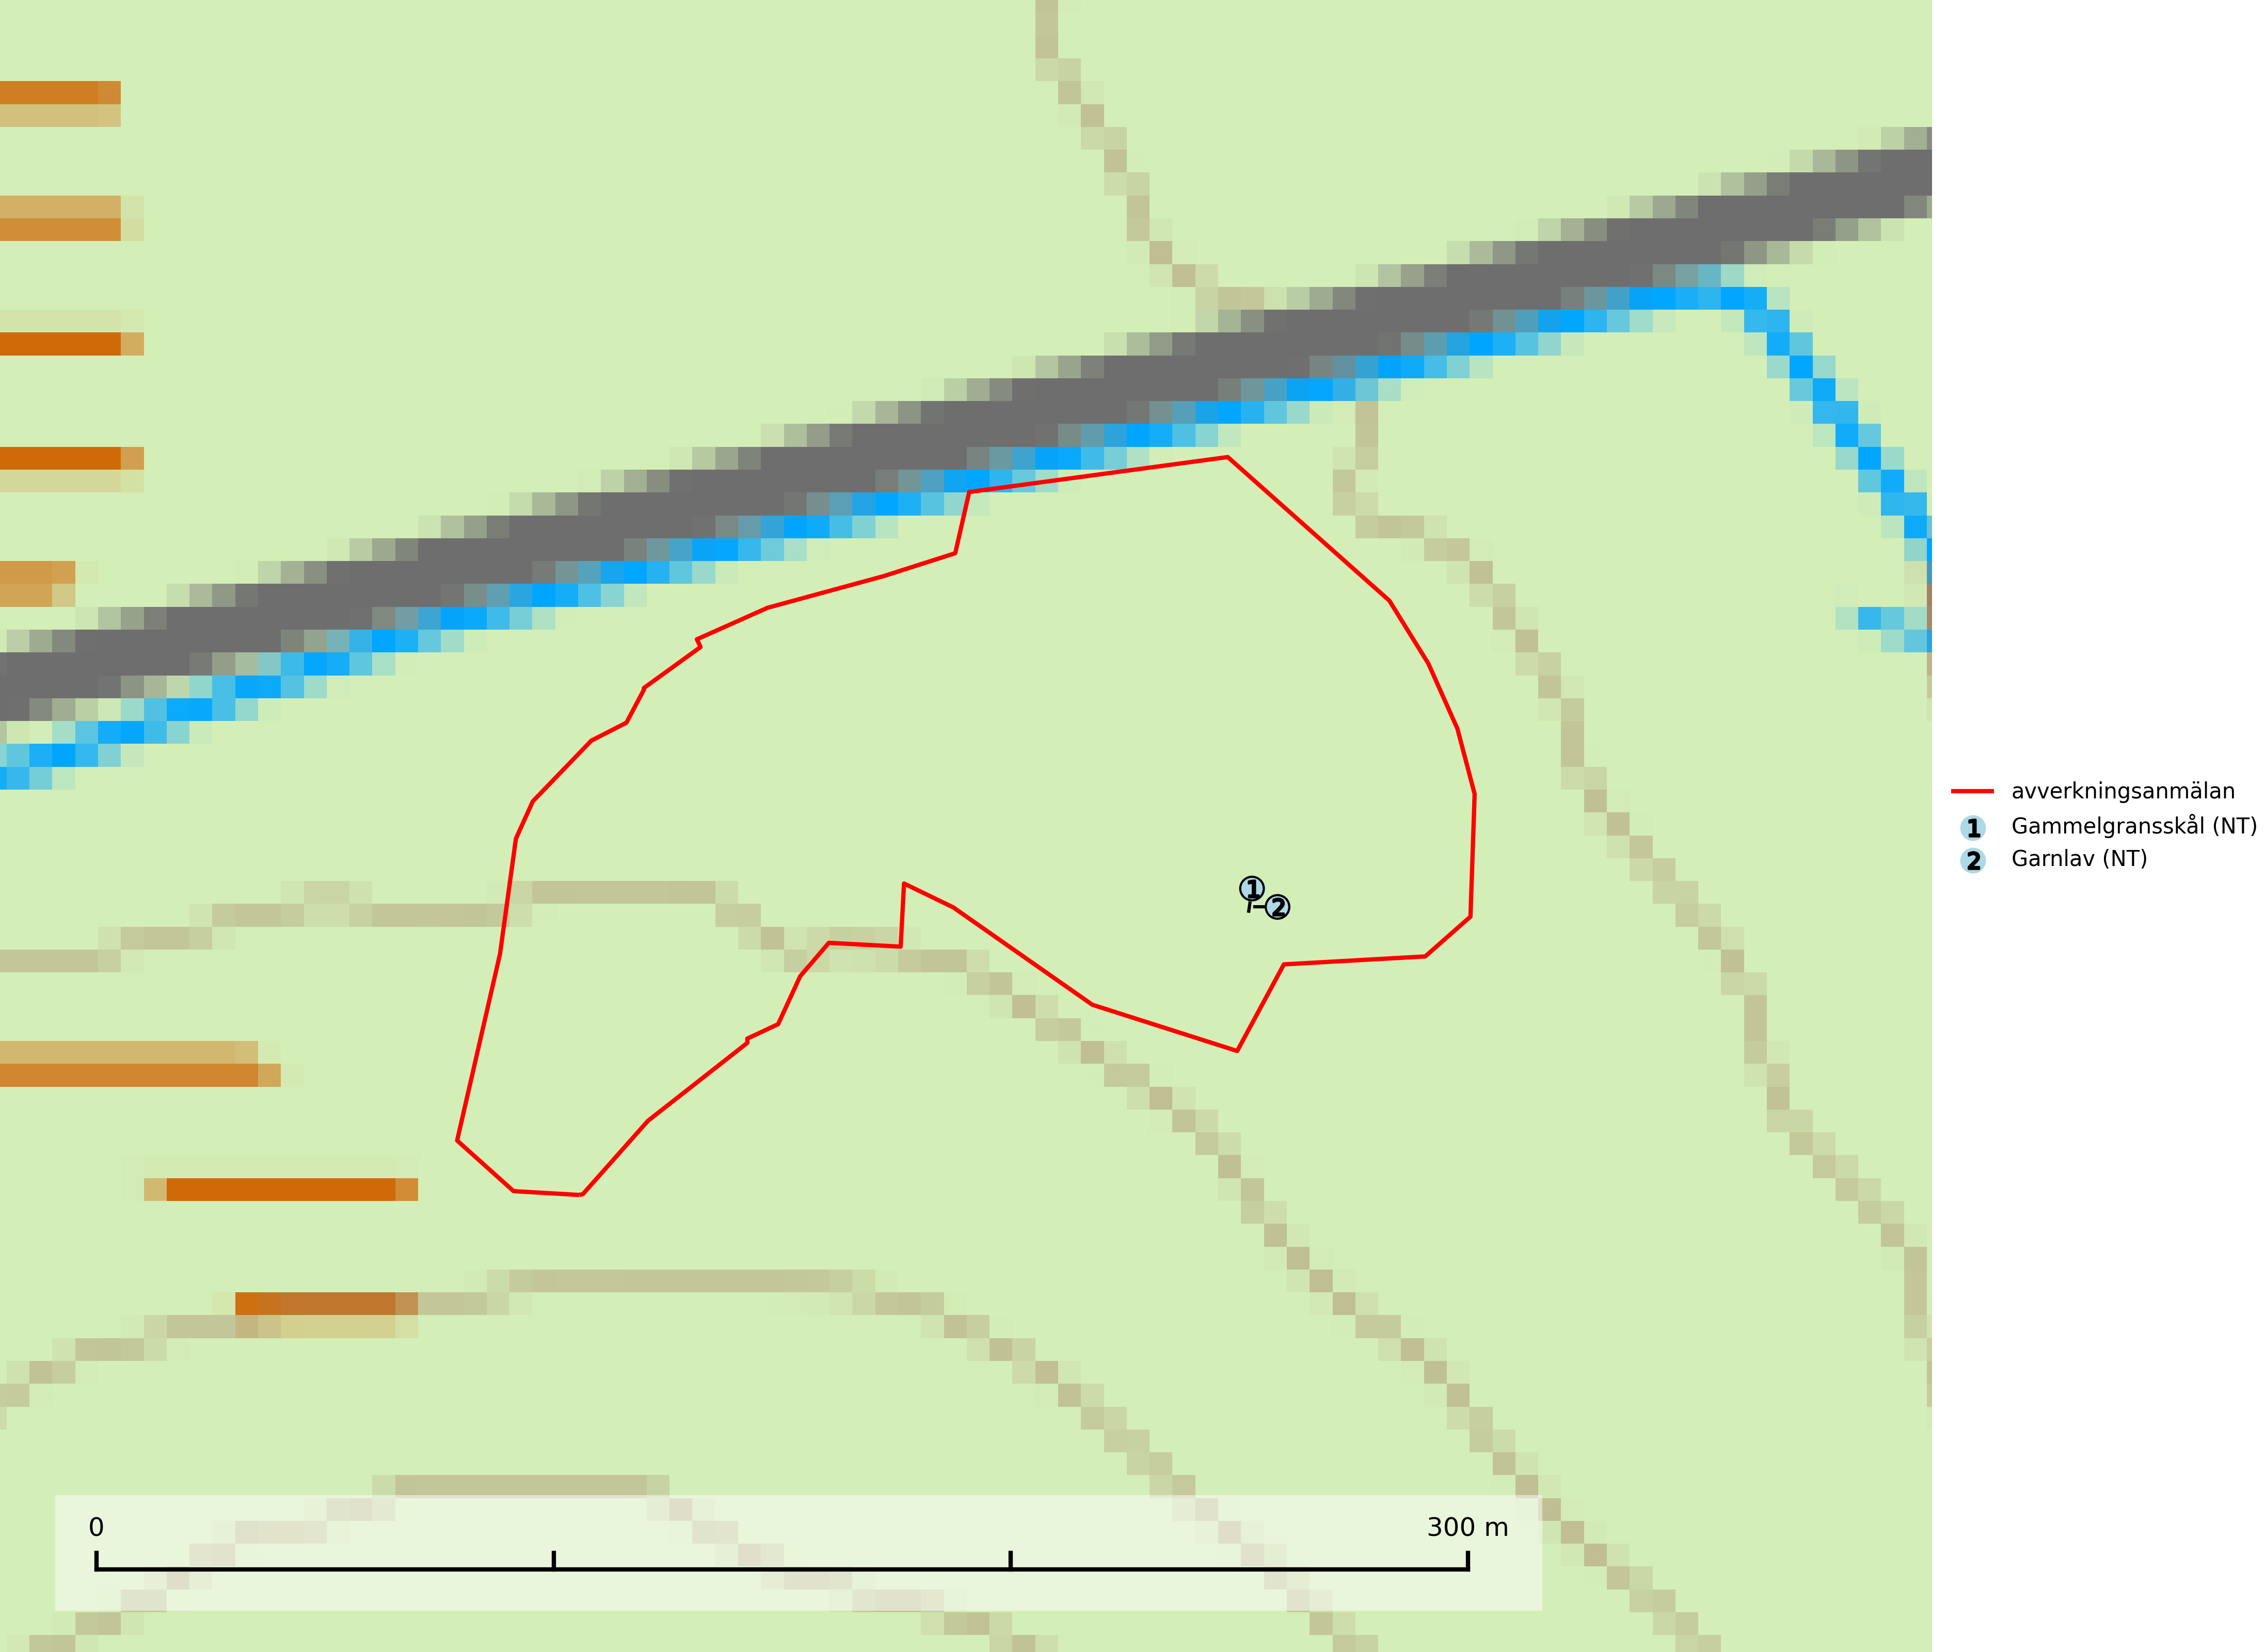 avverkningsanmälan
1 Gammelgransskål (NT)
2 Garnlav (NT)
1
2
0 300 m